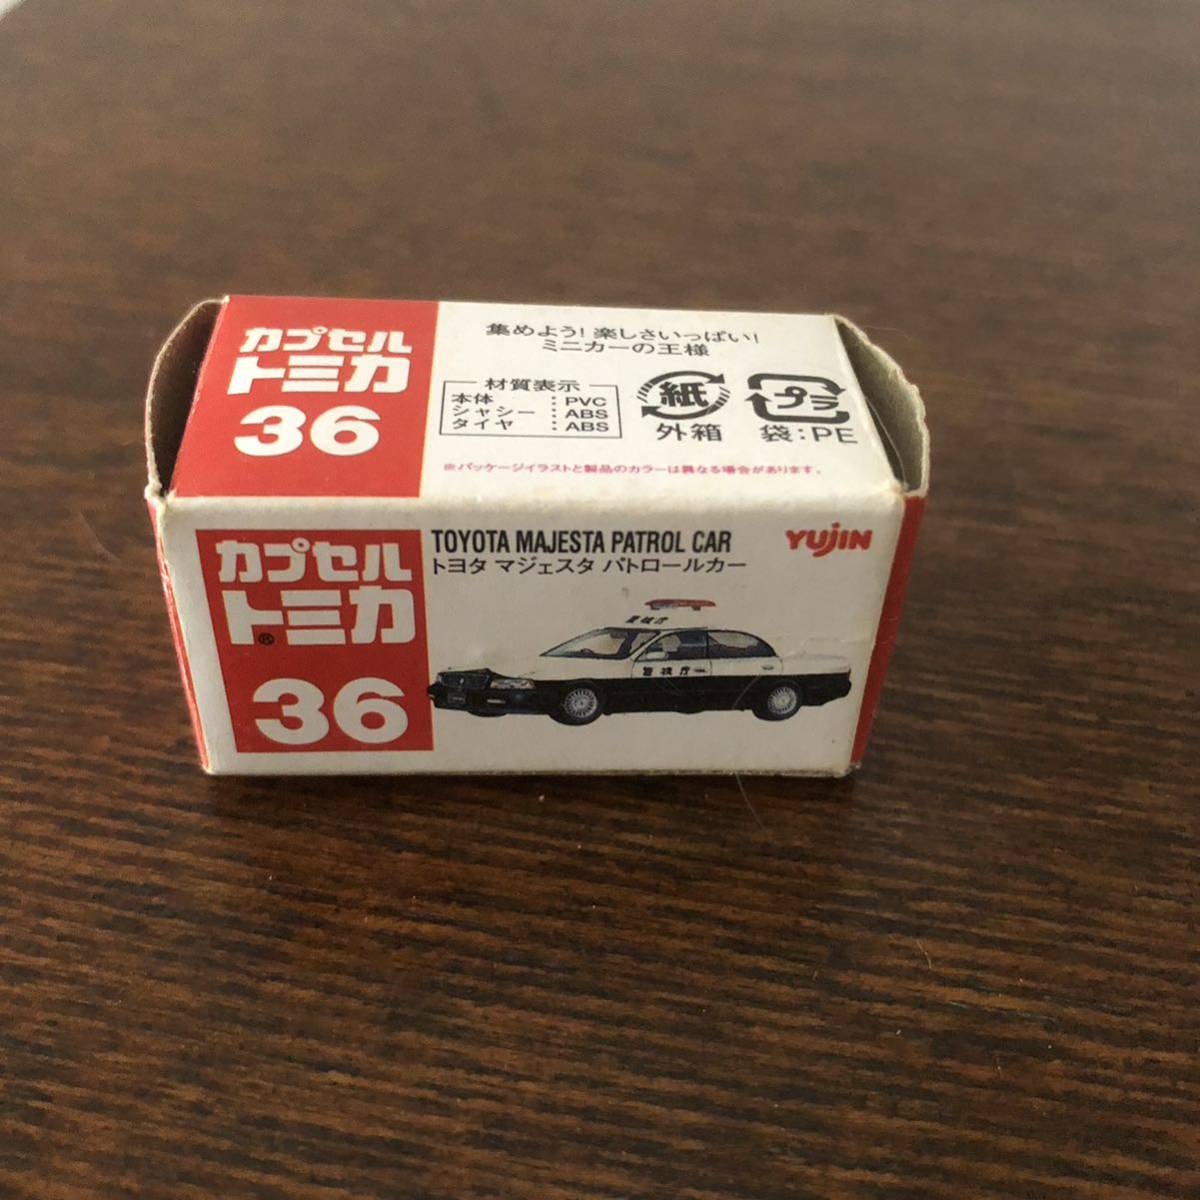 カプセル
トミカ
36
集めよう!楽しさいっぱい!
ミニカーの王様
材質表示
本体 : PVC
シャシー : ABS
タイヤ : ABS
紙
外箱
プラ
袋:PE
※パッケージイラストと製品のカラーは異なる場合があります。
カプセル
トミカ®
36
TOYOTA MAJESTA PATROL CAR
トヨタ マジェスタ パトロールカー
YUJIN
警視庁
警視庁